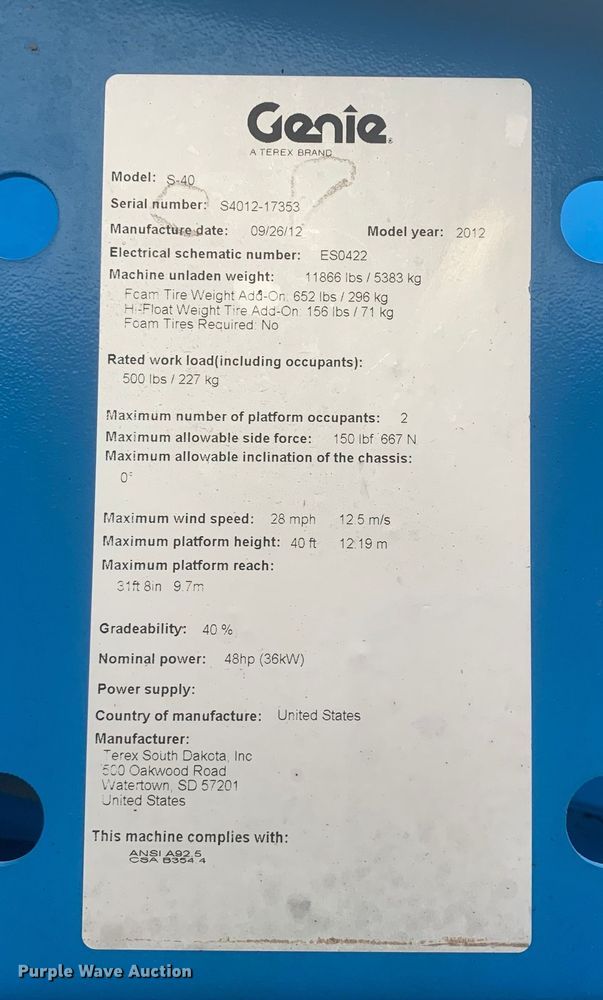 Genie®
A TEREX BRAND
Model: S-40
Serial number: S4012-17353
Manufacture date: 09/26/12 Model year: 2012
Electrical schematic number: ES0422
Machine unladen weight: 11866 lbs / 5383 kg
Foam Tire Weight Add-On: 652 lbs / 296 kg
Hi-Float Weight Tire Add-On: 156 lbs / 71 kg
Foam Tires Required: No
Rated work load(including occupants):
500 lbs / 227 kg
Maximum number of platform occupants: 2
Maximum allowable side force: 150 lbf 667 N
Maximum allowable inclination of the chassis:
0°
Maximum wind speed: 28 mph 12.5 m/s
Maximum platform height: 40 ft 12.19 m
Maximum platform reach:
31ft 8in 9.7m
Gradeability: 40 %
Nominal power: 48hp (36kW)
Power supply:
Country of manufacture: United States
Manufacturer:
Terex South Dakota, Inc
500 Oakwood Road
Watertown, SD 57201
United States
This machine complies with:
ANSI A92.5
CSA B354.4
Purple Wave Auction